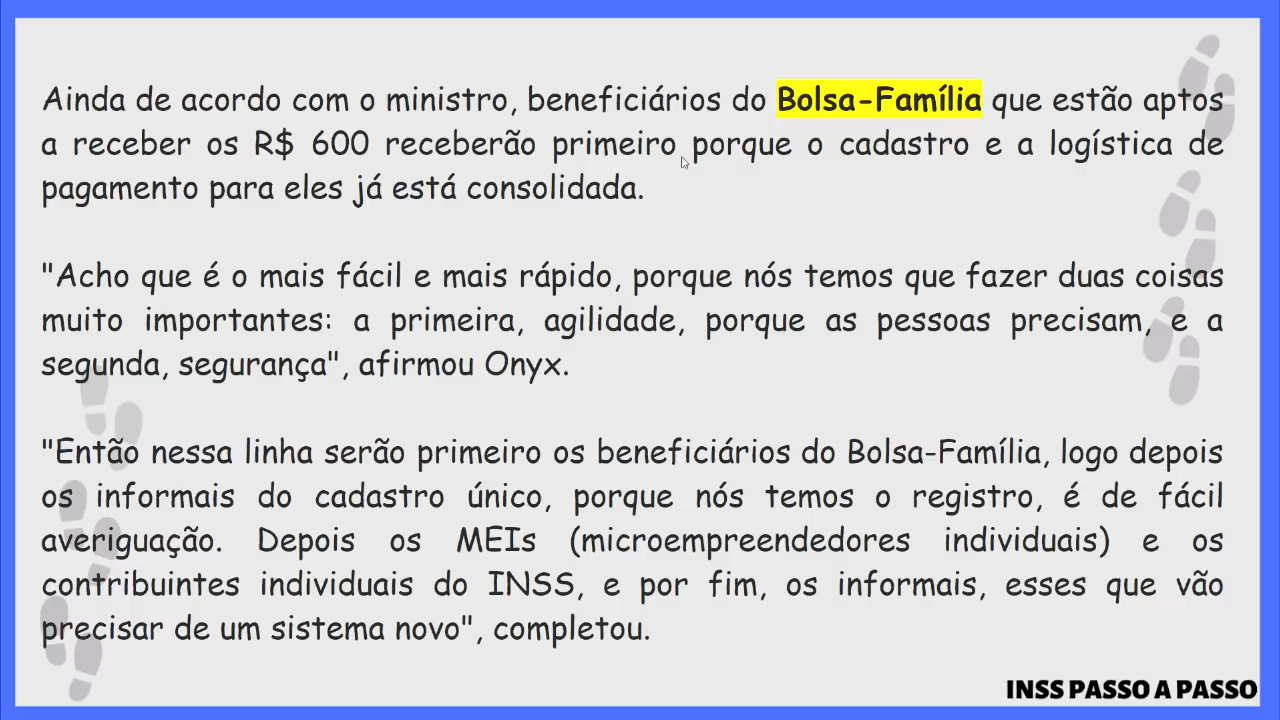 Ainda de acordo com o ministro, beneficiários do Bolsa-Família que estão aptos
a receber os R$ 600 receberão primeiro porque o cadastro e a logística de
pagamento para eles já está consolidada.
"Acho que é o mais fácil e mais rápido, porque nós temos que fazer duas coisas
muito importantes: a primeira, agilidade, porque as pessoas precisam, e a
segunda, segurança", afirmou Onyx.
"Então nessa linha serão primeiro os beneficiários do Bolsa-Família, logo depois
os informais do cadastro único, porque nós temos o registro, é de fácil
averiguação. Depois os MEIs (microempreendedores individuais) e os
contribuintes individuais do INSS, e por fim, os informais, esses que vão
precisar de um sistema novo", completou.
INSS PASSO A PASSO